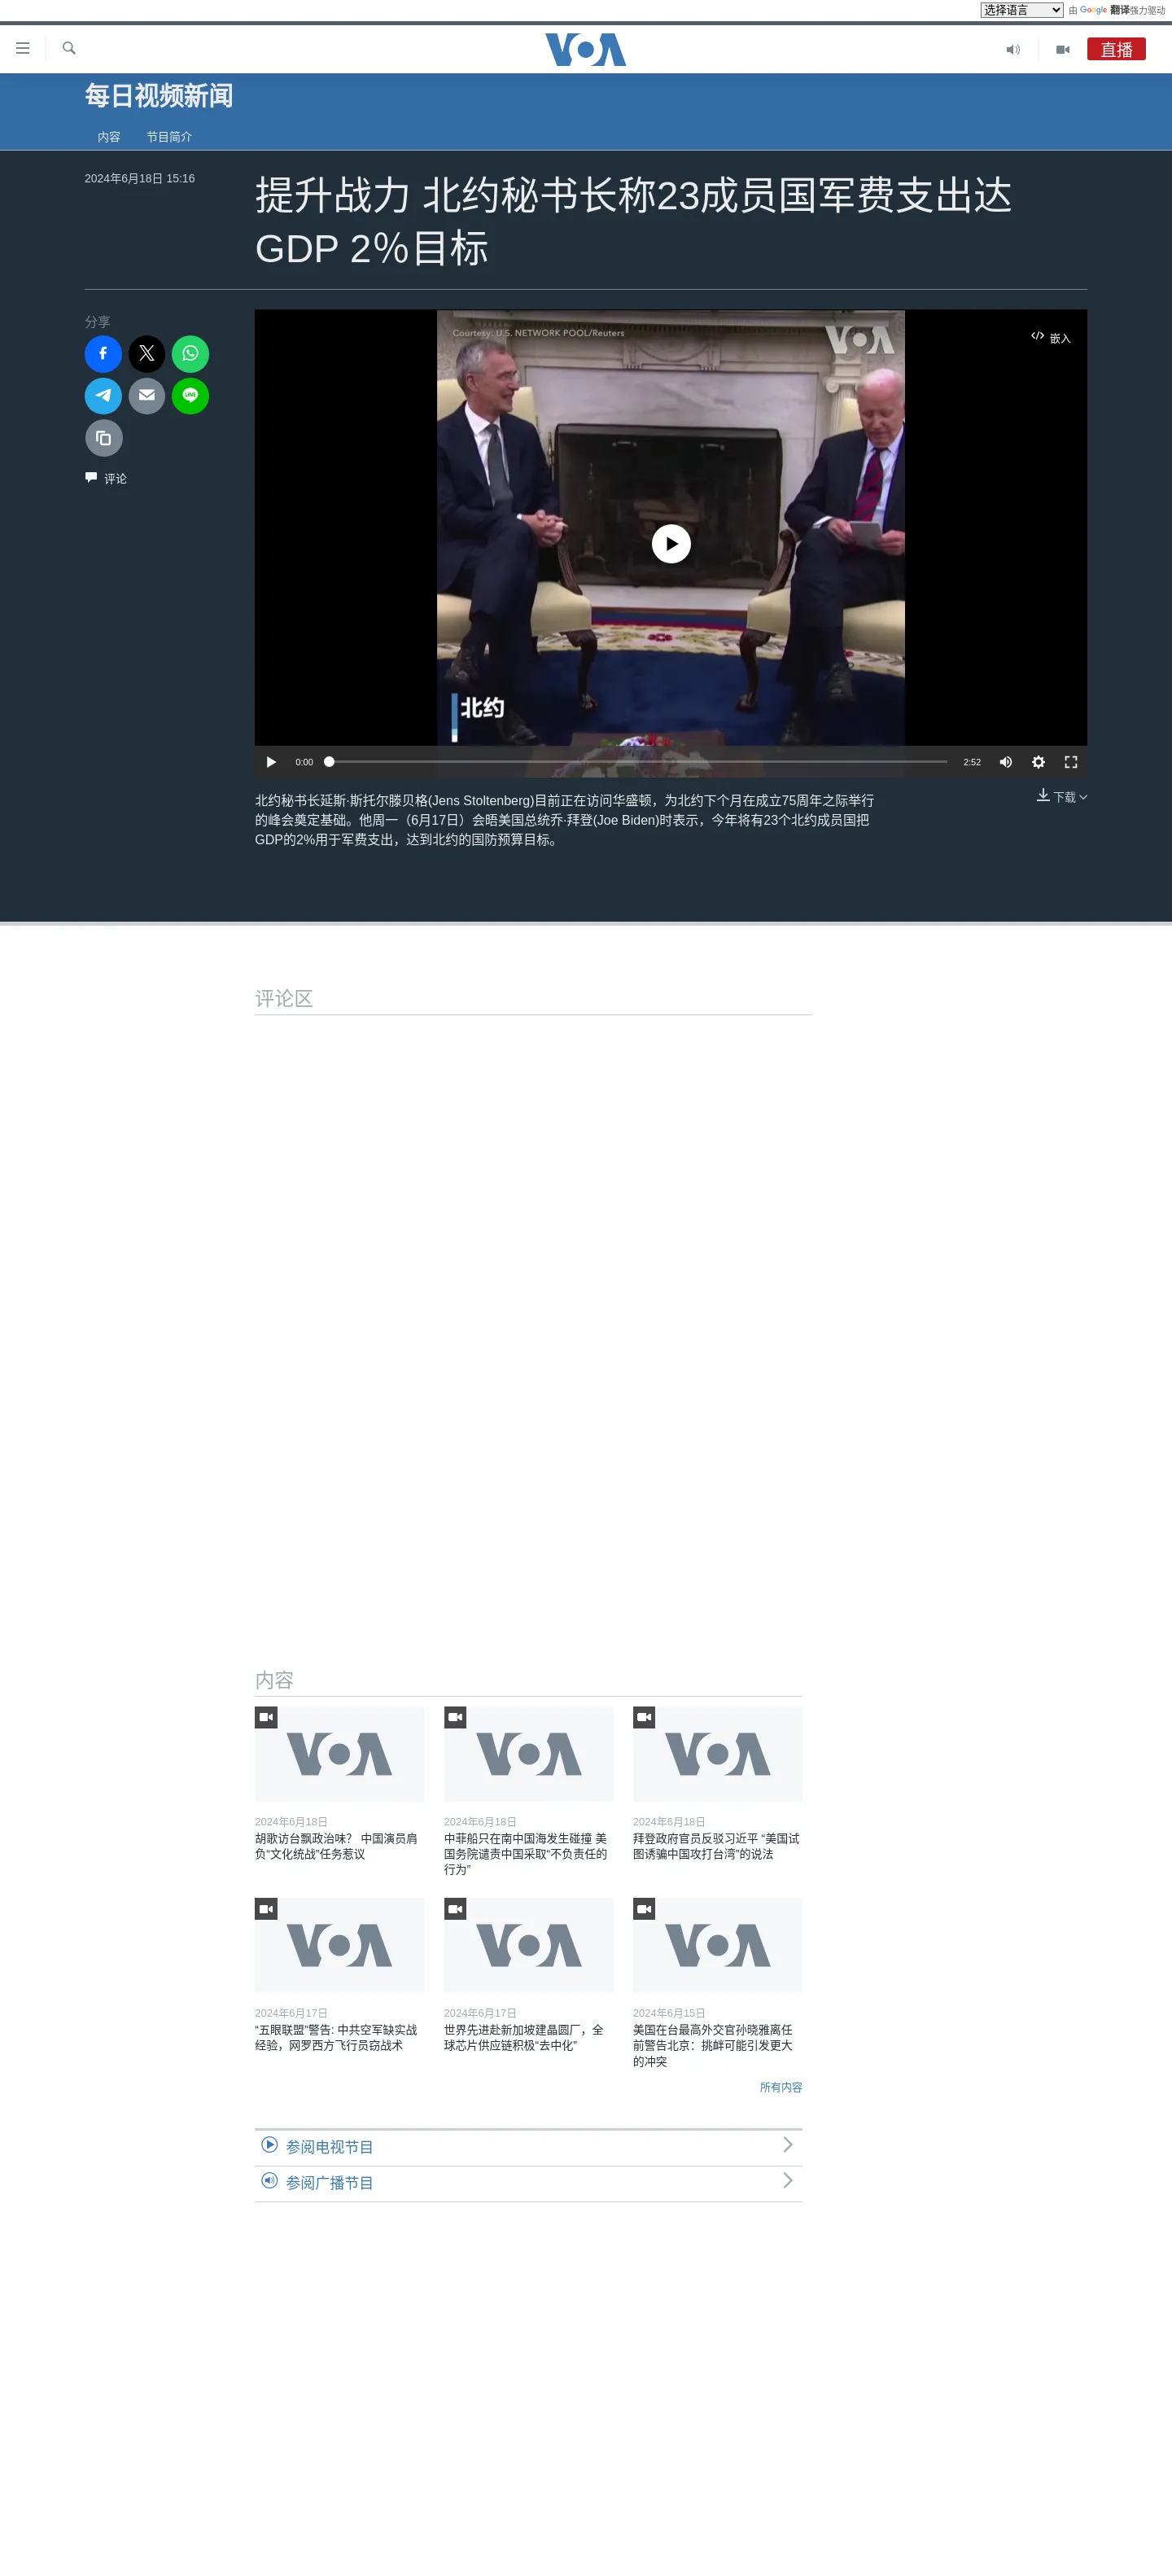 选择语言
由 Google 翻译强力驱动
VOA
直播
每日视频新闻
内容
节目简介
2024年6月18日 15:16
提升战力 北约秘书长称23成员国军费支出达
GDP 2%目标
分享
评论
Courtesy: U.S. NETWORK POOL/Reuters
VOA
嵌入
北约
0:00
2:52
北约秘书长延斯·斯托尔滕贝格(Jens Stoltenberg)目前正在访问华盛顿，为北约下个月在成立75周年之际举行
的峰会奠定基础。他周一（6月17日）会晤美国总统乔·拜登(Joe Biden)时表示，今年将有23个北约成员国把
GDP的2%用于军费支出，达到北约的国防预算目标。
下载
评论区
内容
VOA
VOA
VOA
2024年6月18日
胡歌访台飘政治味？ 中国演员肩
负“文化统战”任务惹议
2024年6月18日
中菲船只在南中国海发生碰撞 美
国务院谴责中国采取“不负责任的
行为”
2024年6月18日
拜登政府官员反驳习近平 “美国试
图诱骗中国攻打台湾”的说法
VOA
VOA
VOA
2024年6月17日
“五眼联盟”警告: 中共空军缺实战
经验，网罗西方飞行员窃战术
2024年6月17日
世界先进赴新加坡建晶圆厂，全
球芯片供应链积极“去中化”
2024年6月15日
美国在台最高外交官孙晓雅离任
前警告北京：挑衅可能引发更大
的冲突
所有内容
参阅电视节目
参阅广播节目